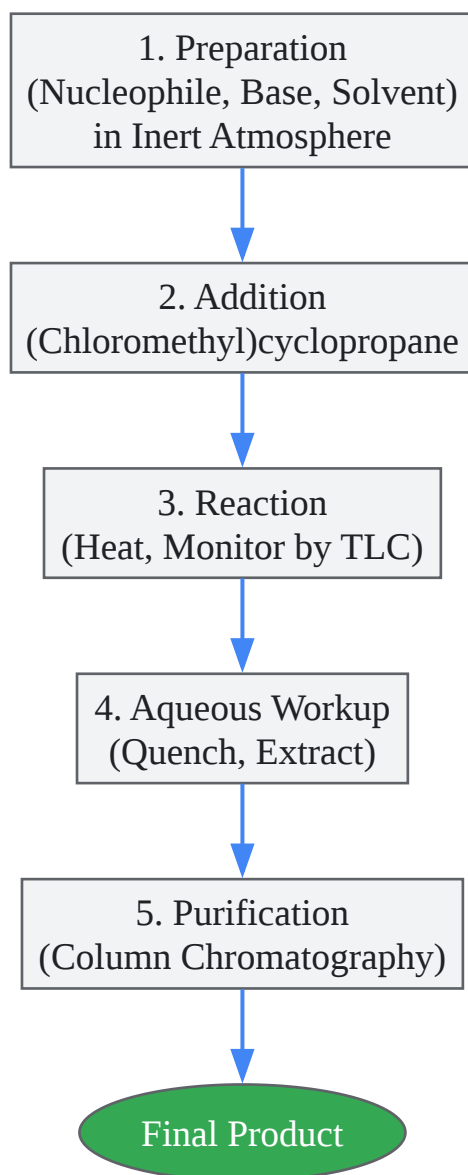 1. Preparation
(Nucleophile, Base, Solvent)
in Inert Atmosphere
2. Addition
(Chloromethyl)cyclopropane
3. Reaction
(Heat, Monitor by TLC)
4. Aqueous Workup
(Quench, Extract)
5. Purification
(Column Chromatography)
Final Product